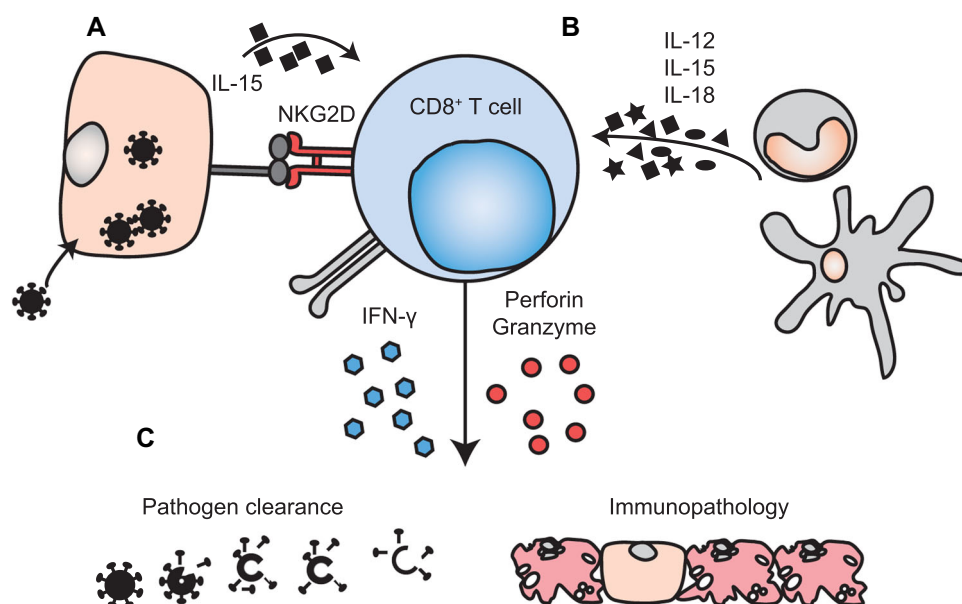 A
B
IL-15
NKG2D
CD8⁺ T cell
IL-12
IL-15
IL-18
IFN-γ
Perforin
Granzyme
C
Pathogen clearance
Immunopathology